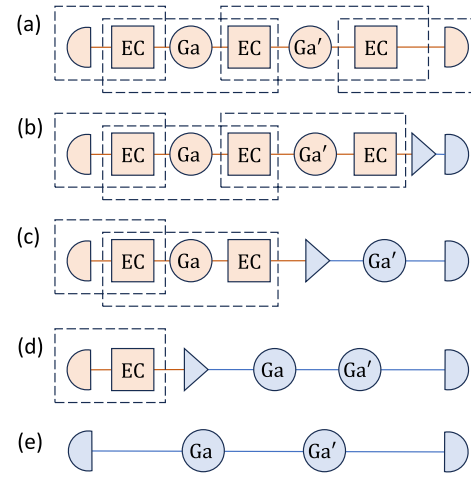 (a) EC Ga EC Ga′ EC
(b) EC Ga EC Ga′ EC
(c) EC Ga EC Ga′
(d) EC Ga Ga′
(e) Ga Ga′